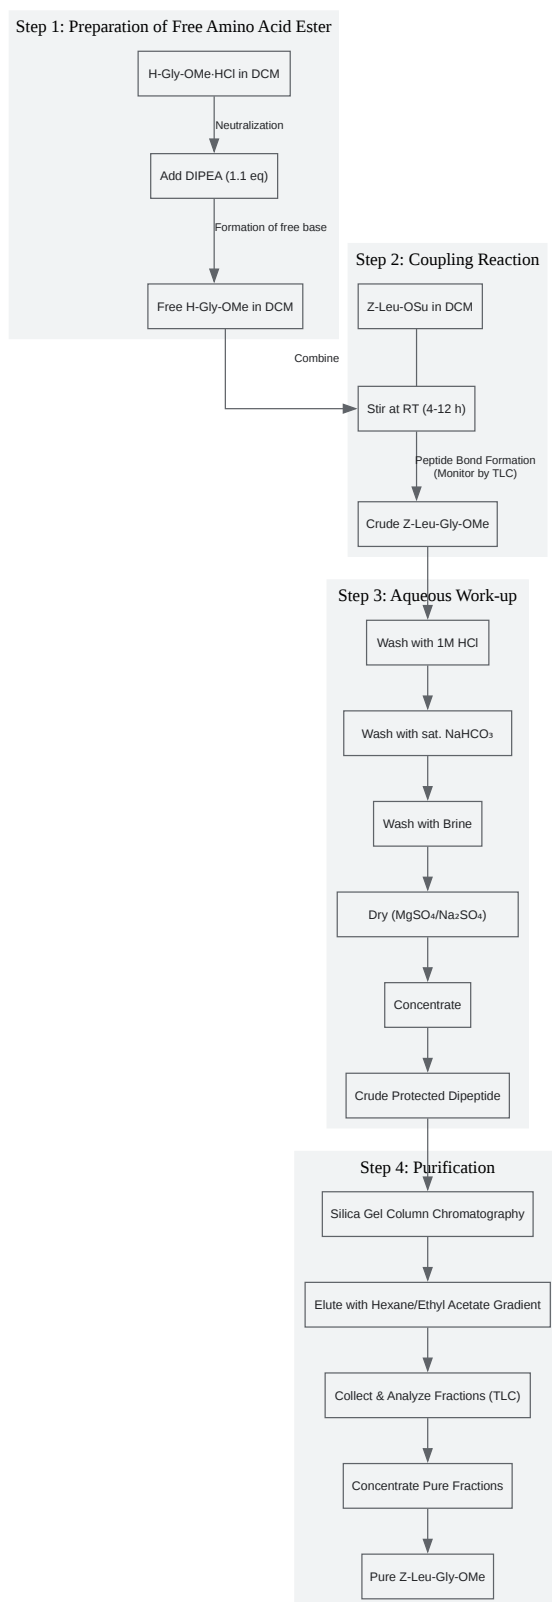 Step 1: Preparation of Free Amino Acid Ester
H-Gly-OMe·HCl in DCM
Neutralization
Add DIPEA (1.1 eq)
Formation of free base
Free H-Gly-OMe in DCM
Combine
Step 2: Coupling Reaction
Z-Leu-OSu in DCM
Stir at RT (4-12 h)
Peptide Bond Formation
(Monitor by TLC)
Crude Z-Leu-Gly-OMe
Step 3: Aqueous Work-up
Wash with 1M HCl
Wash with sat. NaHCO₃
Wash with Brine
Dry (MgSO₄/Na₂SO₄)
Concentrate
Crude Protected Dipeptide
Step 4: Purification
Silica Gel Column Chromatography
Elute with Hexane/Ethyl Acetate Gradient
Collect & Analyze Fractions (TLC)
Concentrate Pure Fractions
Pure Z-Leu-Gly-OMe